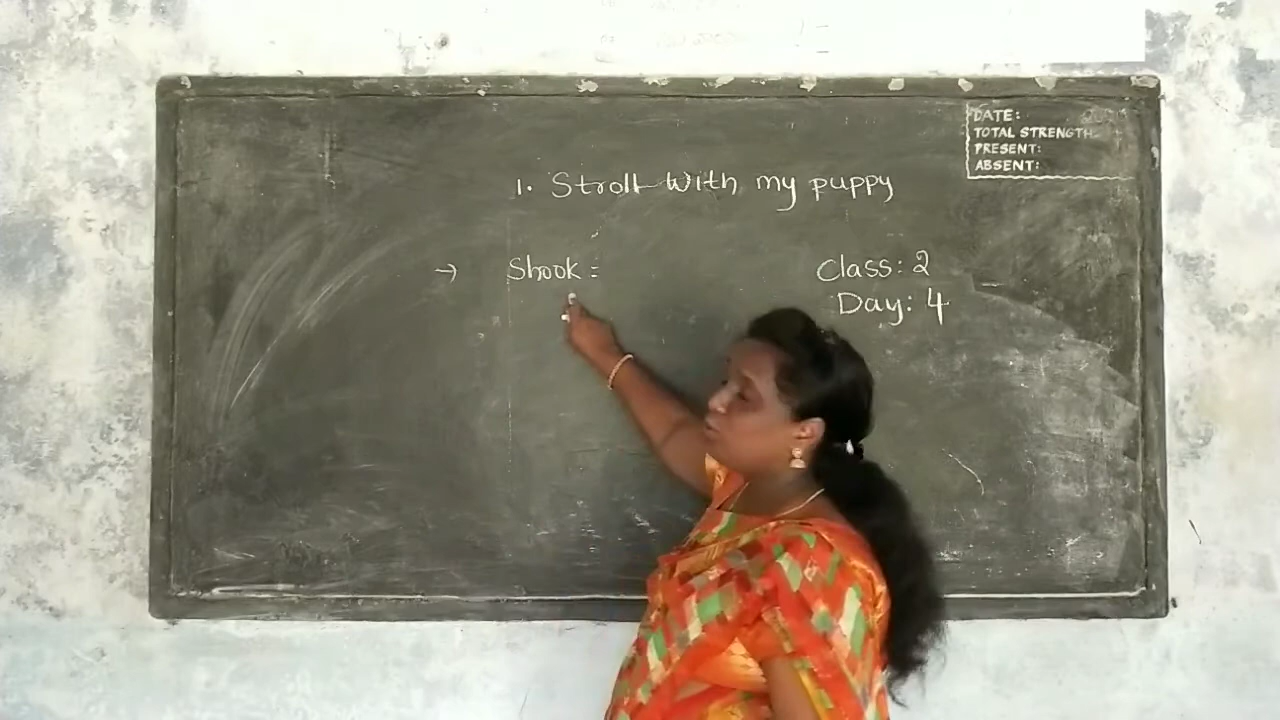 DATE:
TOTAL STRENGTH
PRESENT:
ABSENT:
1. Stroll With my puppy
→ Shook =
Class: 2
Day: 4